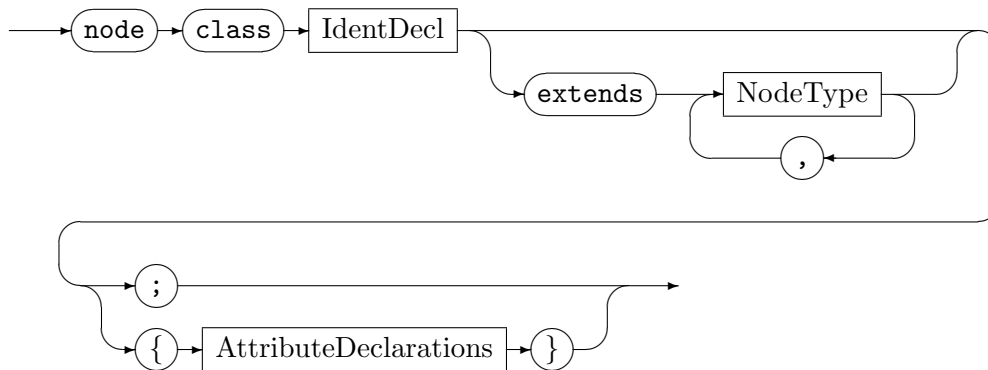 node class IdentDecl
extends NodeType
,
;
{ AttributeDeclarations }